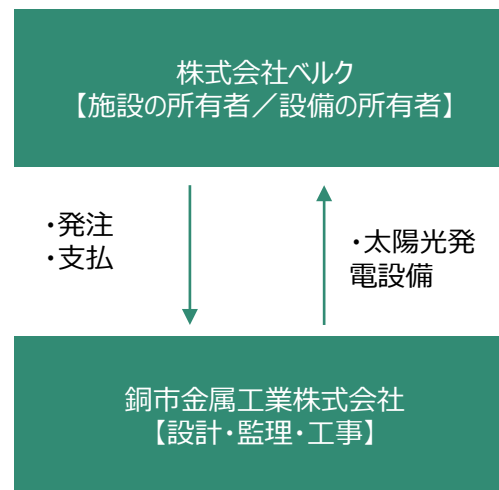 株式会社ベルク
【施設の所有者／設備の所有者】
・発注
・支払
・太陽光発
電設備
銅市金属工業株式会社
【設計・監理・工事】